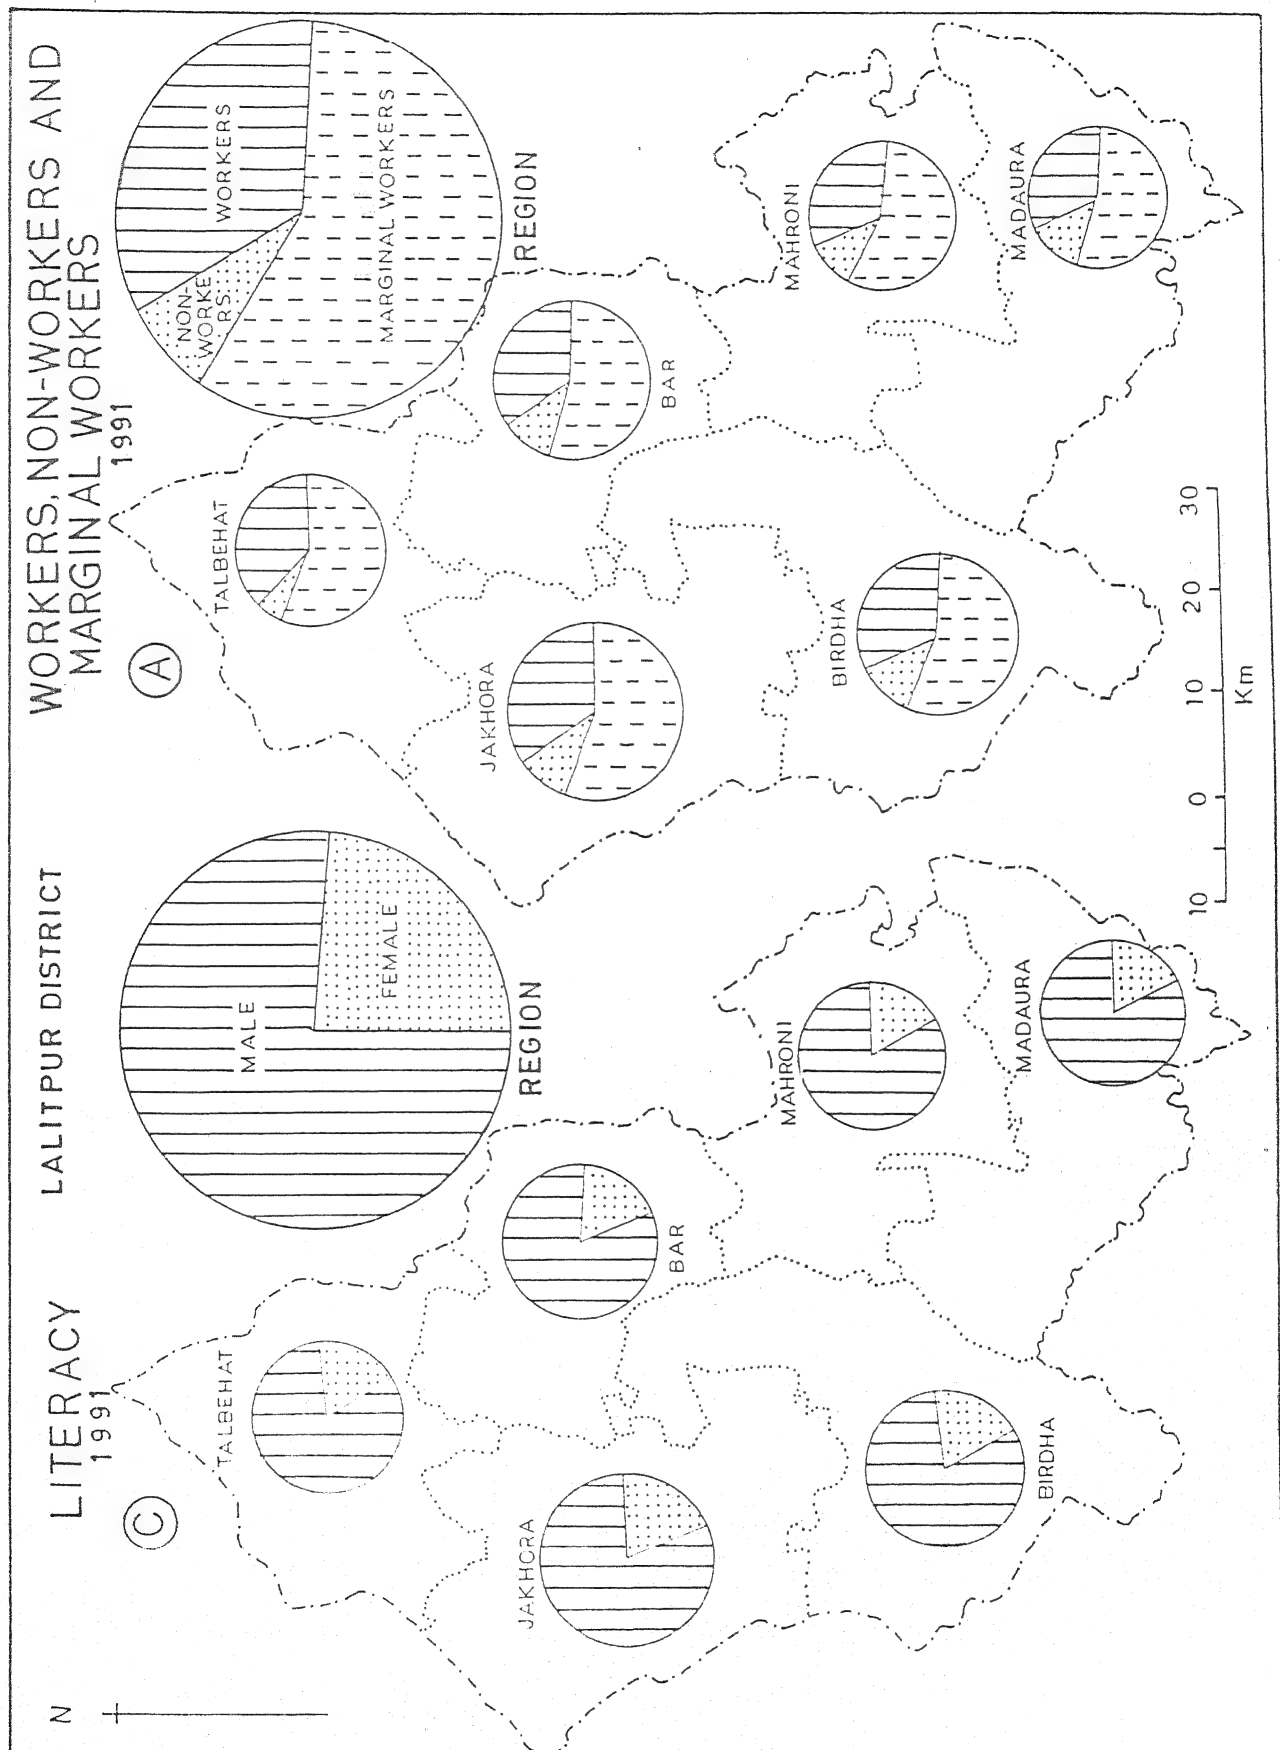 LALITPUR DISTRICT
LITERACY
1991
C
N
MALE
FEMALE
REGION
TALBEHAT
BAR
JAKHORA
MAHRONI
MADAURA
BIRDHA
WORKERS, NON-WORKERS AND
MARGINAL WORKERS
1991
A
WORKERS
NON-
WORKE
RS.
MARGINAL WORKERS
REGION
TALBEHAT
BAR
JAKHORA
MAHRONI
MADAURA
BIRDHA
10 0 10 20 30
Km